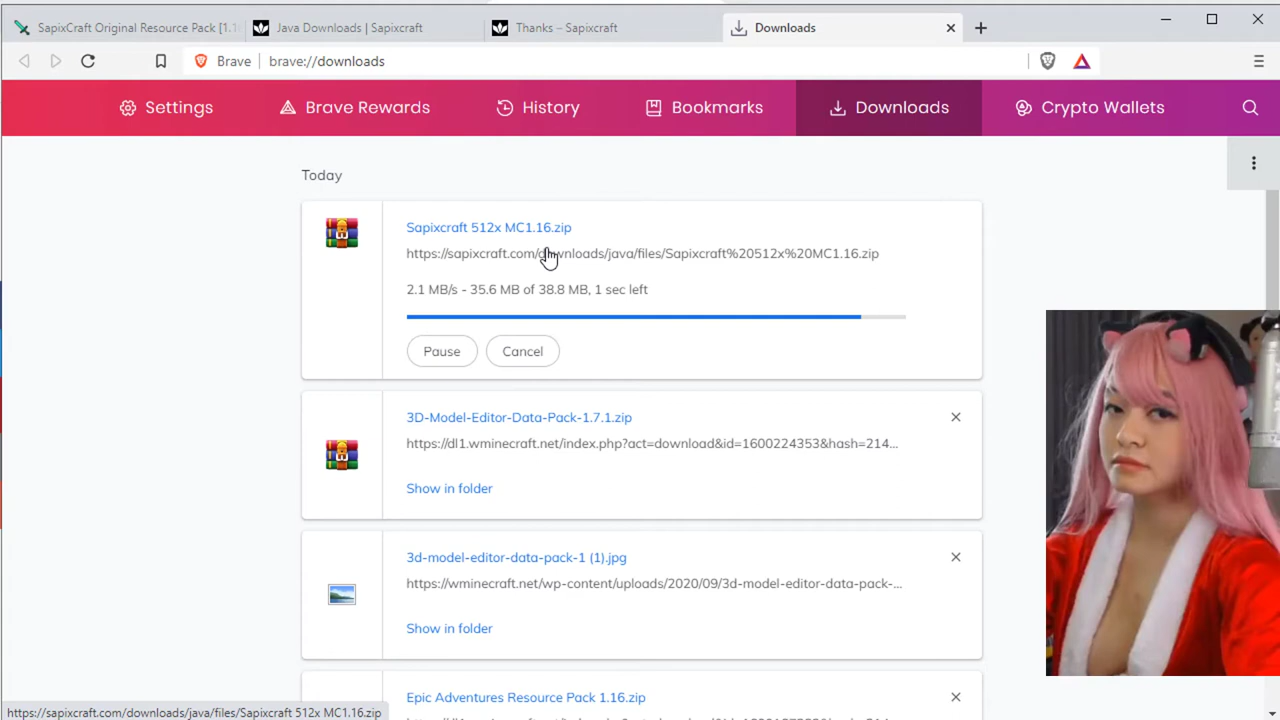 SapixCraft Original Resource Pack [1.1
Java Downloads | Sapixcraft
Thanks – Sapixcraft
Downloads
Brave
brave://downloads
Settings
Brave Rewards
History
Bookmarks
Downloads
Crypto Wallets
Today
Sapixcraft 512x MC1.16.zip
https://sapixcraft.com/downloads/java/files/Sapixcraft%20512x%20MC1.16.zip
2.1 MB/s - 35.6 MB of 38.8 MB, 1 sec left
Pause
Cancel
3D-Model-Editor-Data-Pack-1.7.1.zip
https://dl1.wminecraft.net/index.php?act=download&id=1600224353&hash=214...
Show in folder
3d-model-editor-data-pack-1 (1).jpg
https://wminecraft.net/wp-content/uploads/2020/09/3d-model-editor-data-pack-...
Show in folder
Epic Adventures Resource Pack 1.16.zip
https://sapixcraft.com/downloads/java/files/Sapixcraft 512x MC1.16.zip